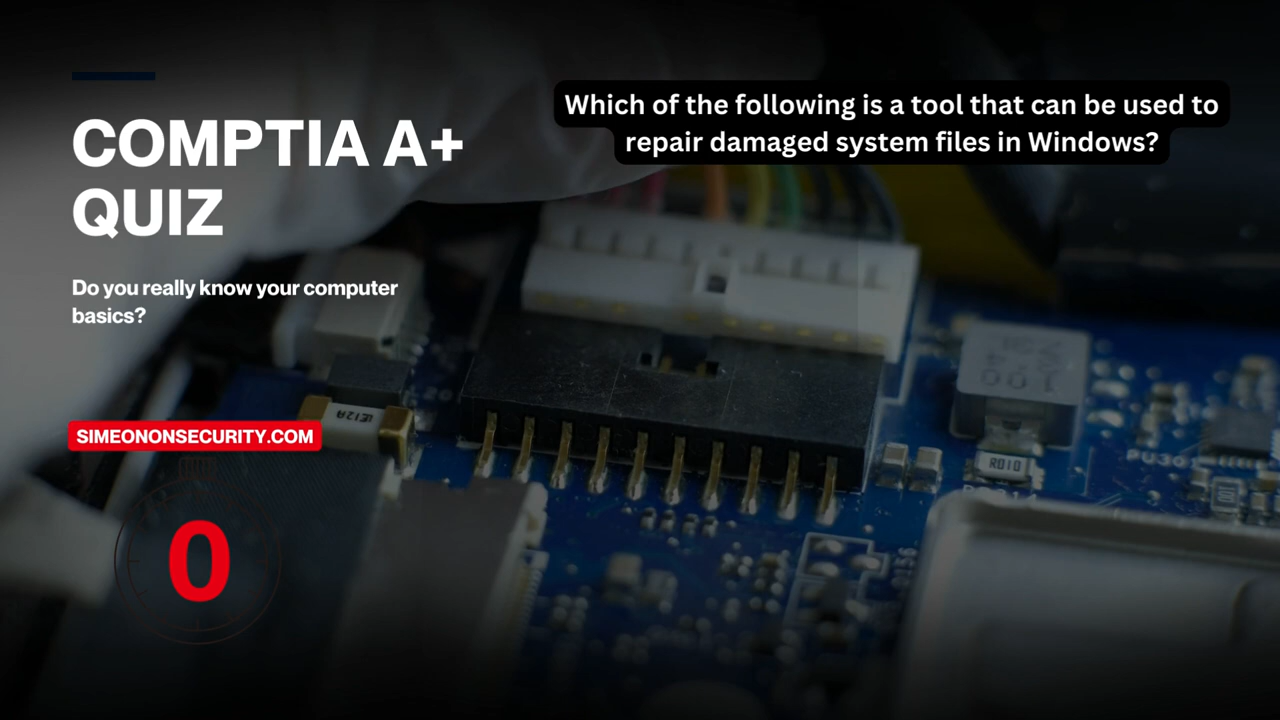 COMPTIA A+
QUIZ
Do you really know your computer
basics?
SIMEONONSECURITY.COM
0
Which of the following is a tool that can be used to
repair damaged system files in Windows?
R010